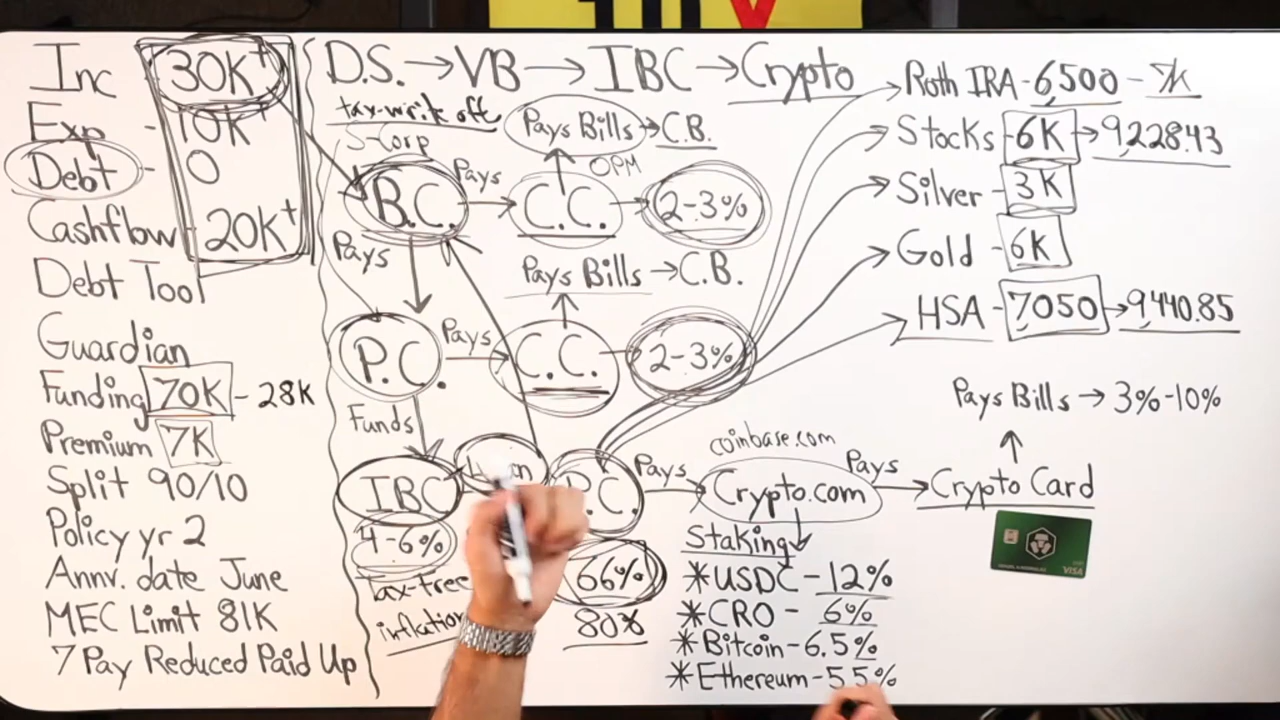 Inc 30K+
Exp - 10K+
Debt - 0
Cashflow - 20K+
Debt Tool
Guardian
Funding 70K - 28K
Premium 7K
Split 90/10
Policy yr 2
Annv. date June
MEC Limit 81K
7 Pay Reduced Paid Up
D.S. → VB → IBC → Crypto
tax-write off
S-corp
Pays Bills → C.B.
OPM
B.C. Pays → C.C. → 2-3%
Pays
Pays Bills → C.B.
P.C. Pays → C.C. → 2-3%
Funds
IBC
4-6%
tax-free
inflation
P.C. Pays → Crypto.com Pays → Crypto Card
66%
80%
coinbase.com
Staking
*USDC - 12%
*CRO - 6%
*Bitcoin - 6.5%
*Ethereum - 5.5%
Roth IRA - 6,500 - 7K
Stocks - 6K → 9,228.43
Silver - 3K
Gold - 6K
HSA - 7,050 → 9,440.85
Pays Bills → 3%-10%
VISA